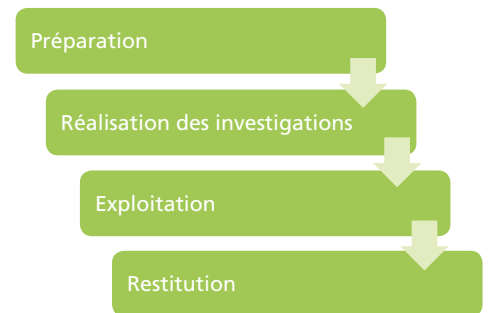 Préparation
Réalisation des investigations
Exploitation
Restitution